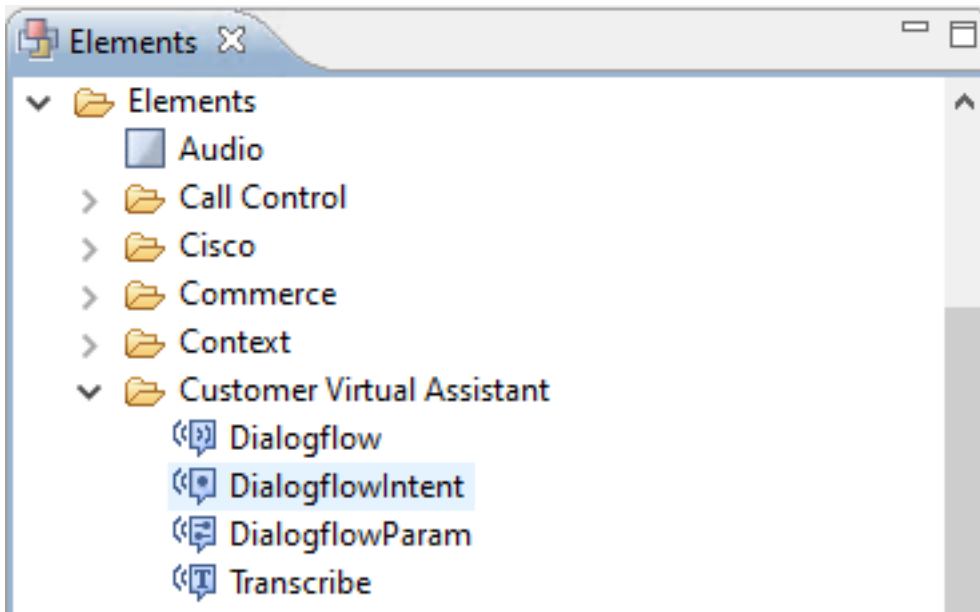 Elements
Elements
Audio
Call Control
Cisco
Commerce
Context
Customer Virtual Assistant
Dialogflow
DialogflowIntent
DialogflowParam
Transcribe